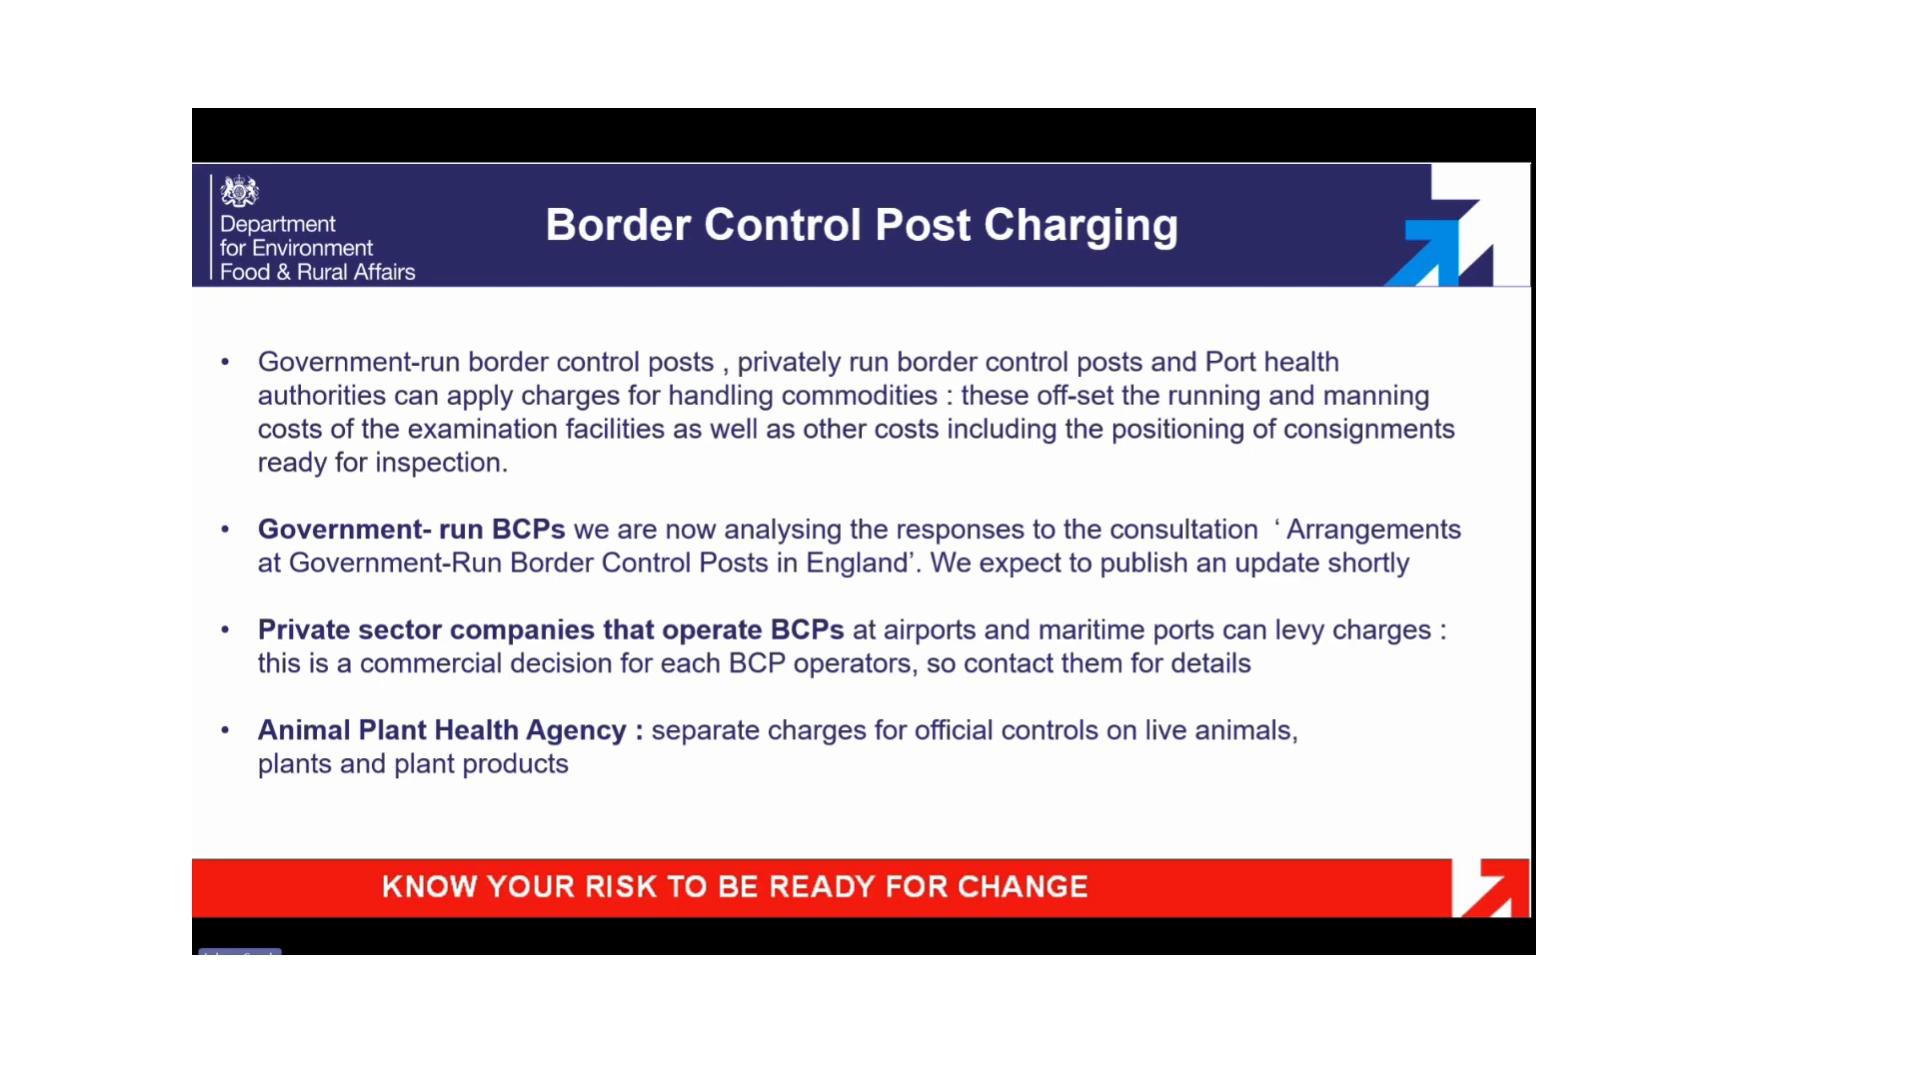 Department
for Environment
Food & Rural Affairs
Border Control Post Charging
• Government-run border control posts , privately run border control posts and Port health
authorities can apply charges for handling commodities : these off-set the running and manning
costs of the examination facilities as well as other costs including the positioning of consignments
ready for inspection.
• Government- run BCPs we are now analysing the responses to the consultation ‘ Arrangements
at Government-Run Border Control Posts in England’. We expect to publish an update shortly
• Private sector companies that operate BCPs at airports and maritime ports can levy charges :
this is a commercial decision for each BCP operators, so contact them for details
• Animal Plant Health Agency : separate charges for official controls on live animals,
plants and plant products
KNOW YOUR RISK TO BE READY FOR CHANGE